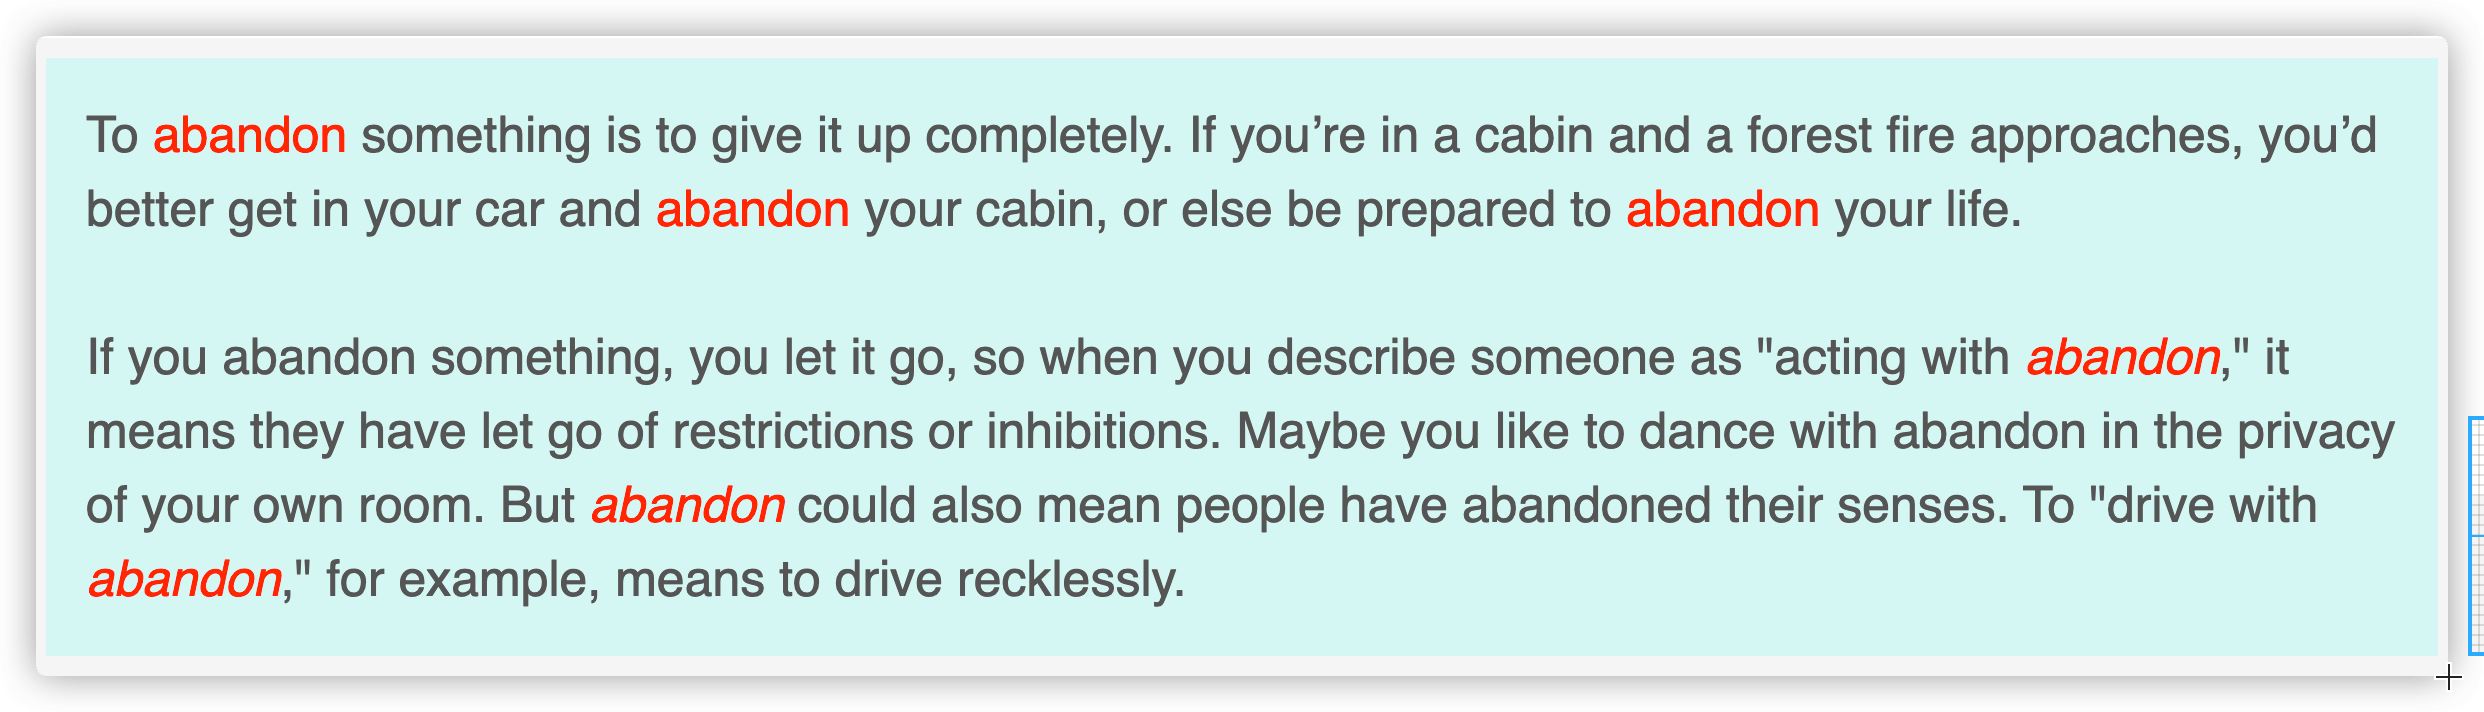 To abandon something is to give it up completely. If you’re in a cabin and a forest fire approaches, you’d
better get in your car and abandon your cabin, or else be prepared to abandon your life.
If you abandon something, you let it go, so when you describe someone as "acting with abandon," it
means they have let go of restrictions or inhibitions. Maybe you like to dance with abandon in the privacy
of your own room. But abandon could also mean people have abandoned their senses. To "drive with
abandon," for example, means to drive recklessly.